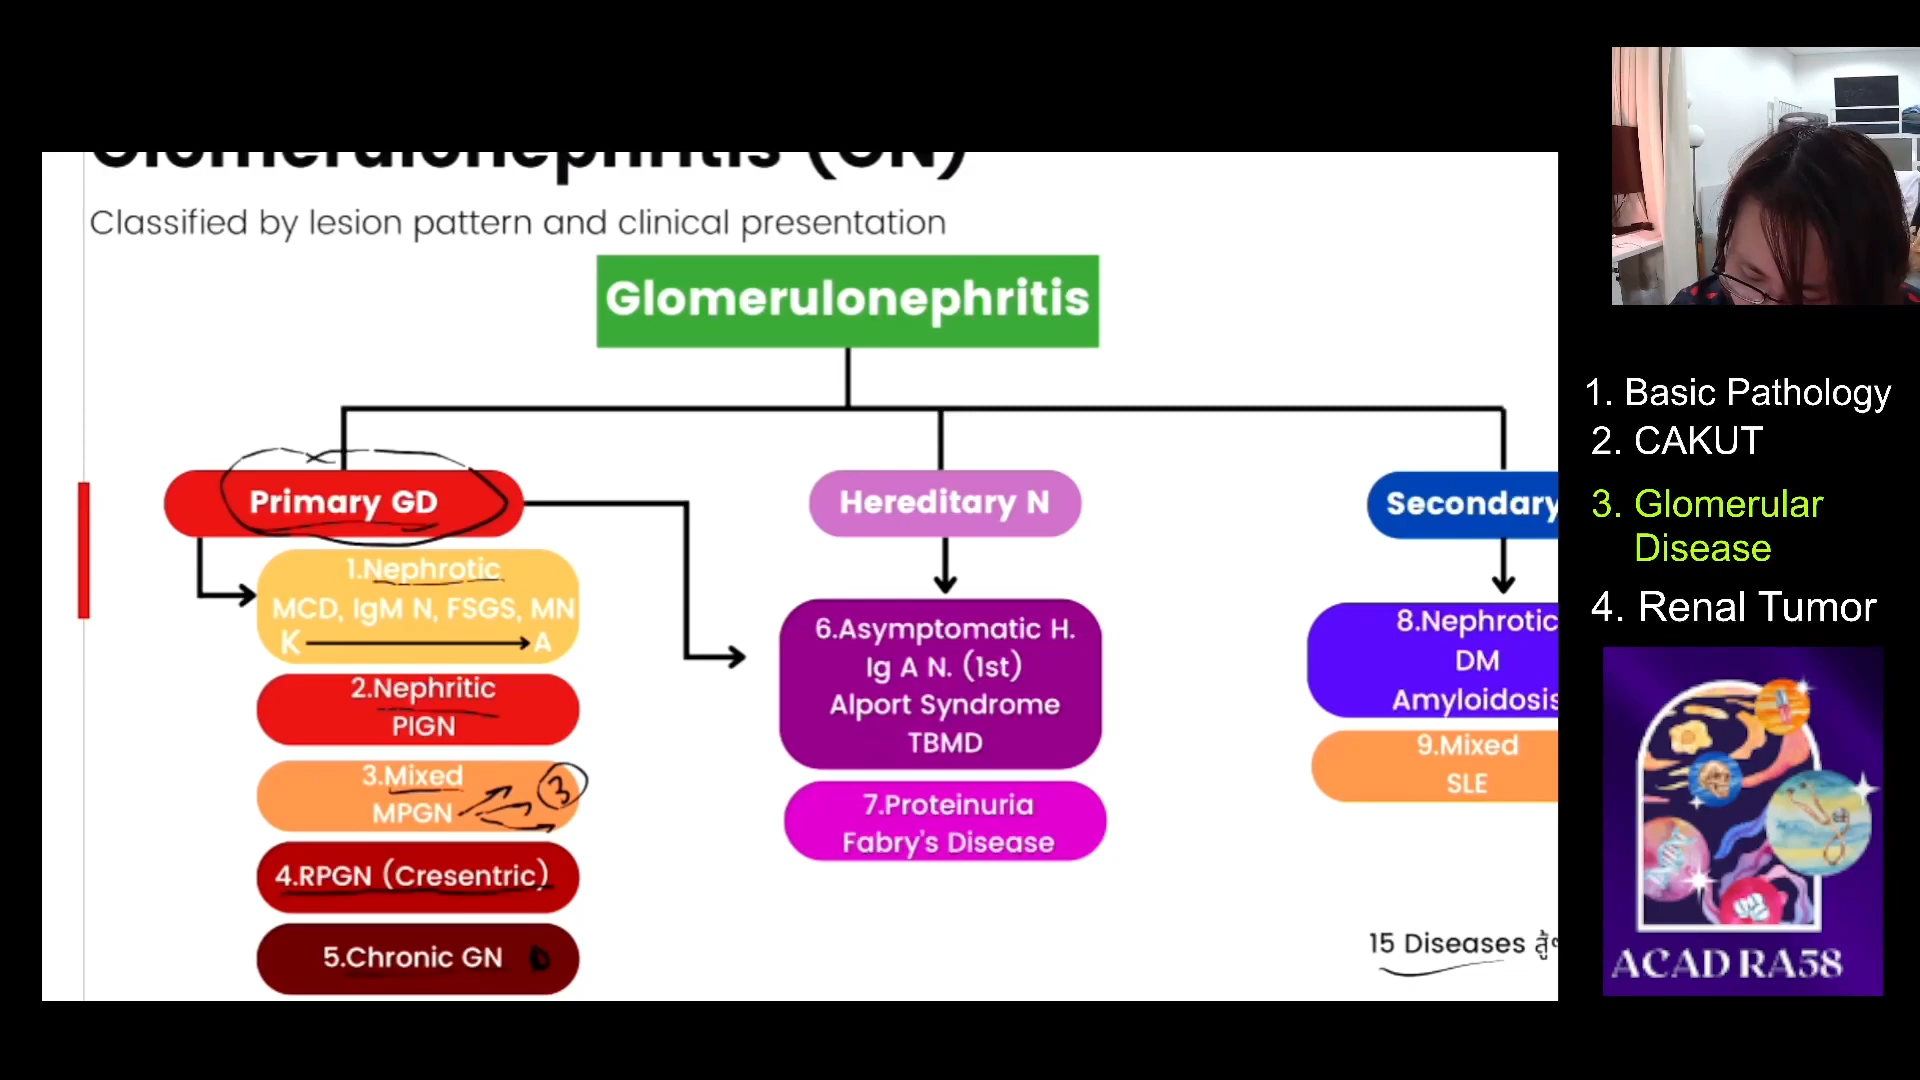 Glomerulonephritis (GN)
Classified by lesion pattern and clinical presentation
Glomerulonephritis
Primary GD
1.Nephrotic
MCD, IgM N, FSGS, MN
K A
2.Nephritic
PIGN
3.Mixed
MPGN
3
4.RPGN (Cresentric)
5.Chronic GN
Hereditary N
6.Asymptomatic H.
Ig A N. (1st)
Alport Syndrome
TBMD
7.Proteinuria
Fabry's Disease
Secondary
8.Nephrotic
DM
Amyloidosis
9.Mixed
SLE
15 Diseases
1. Basic Pathology
2. CAKUT
3. Glomerular
Disease
4. Renal Tumor
ACAD RA58